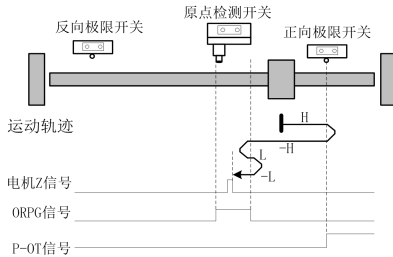 原点检测开关
反向极限开关
正向极限开关
运动轨迹
H
-H
L
-L
电机Z信号
ORPG信号
P-OT信号